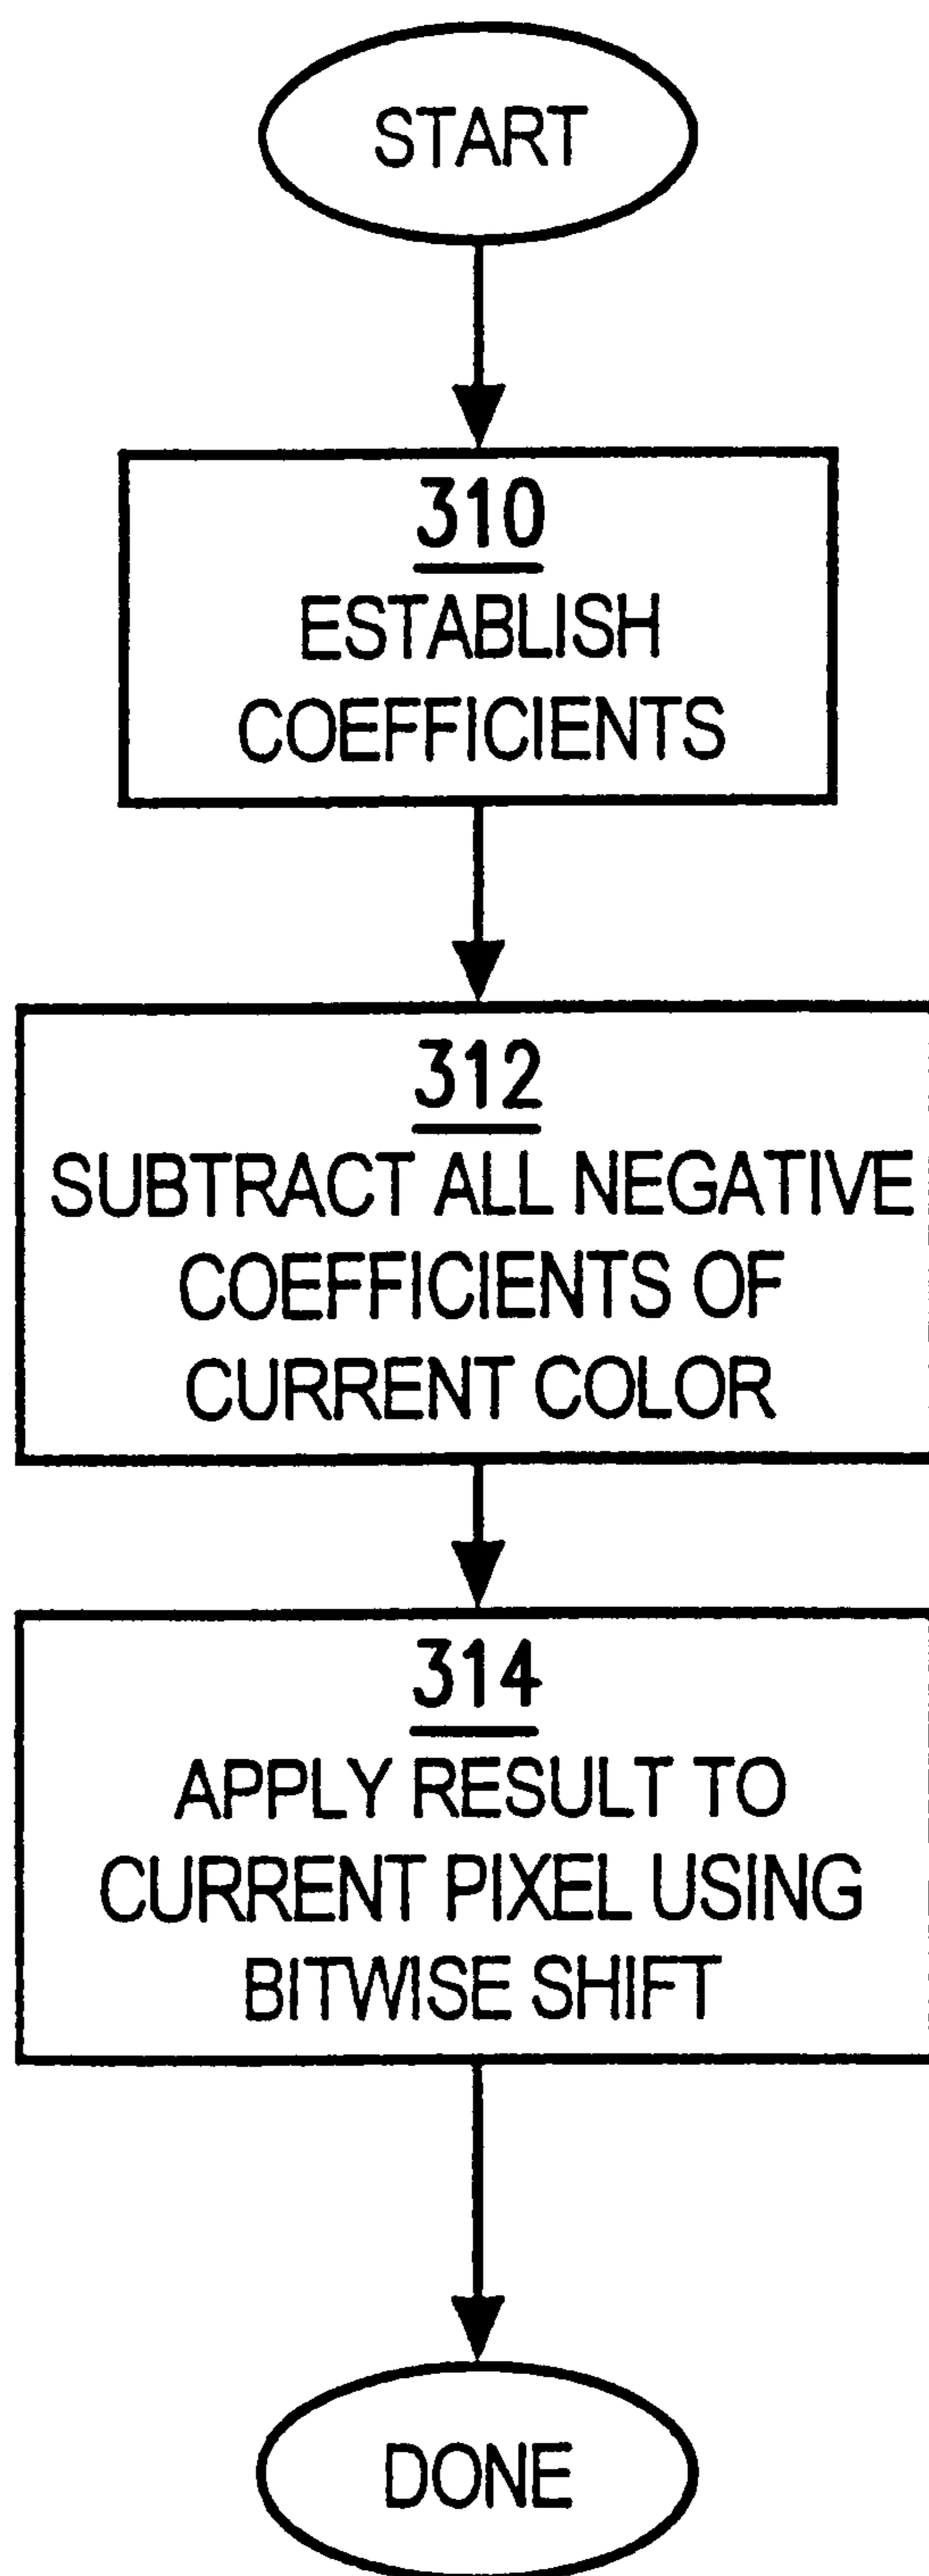 START
310
ESTABLISH
COEFFICIENTS
312
SUBTRACT ALL NEGATIVE
COEFFICIENTS OF
CURRENT COLOR
314
APPLY RESULT TO
CURRENT PIXEL USING
BITWISE SHIFT
DONE